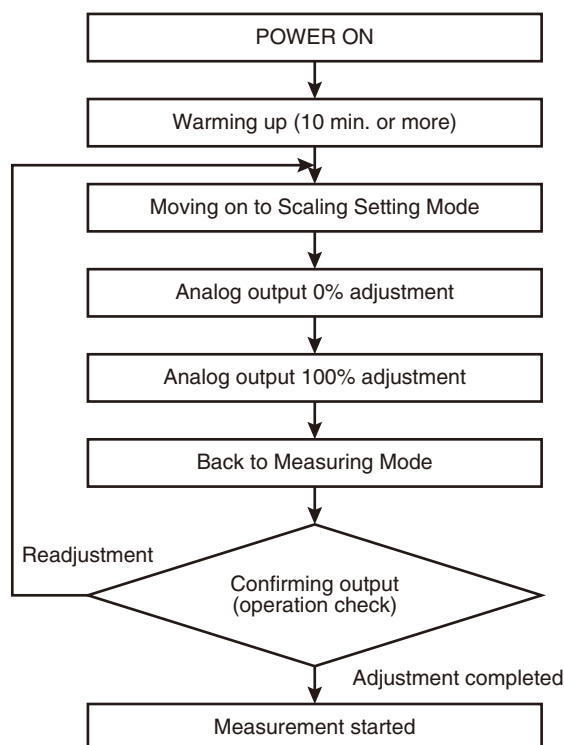 POWER ON
Warming up (10 min. or more)
Moving on to Scaling Setting Mode
Analog output 0% adjustment
Analog output 100% adjustment
Back to Measuring Mode
Readjustment
Confirming output
(operation check)
Adjustment completed
Measurement started